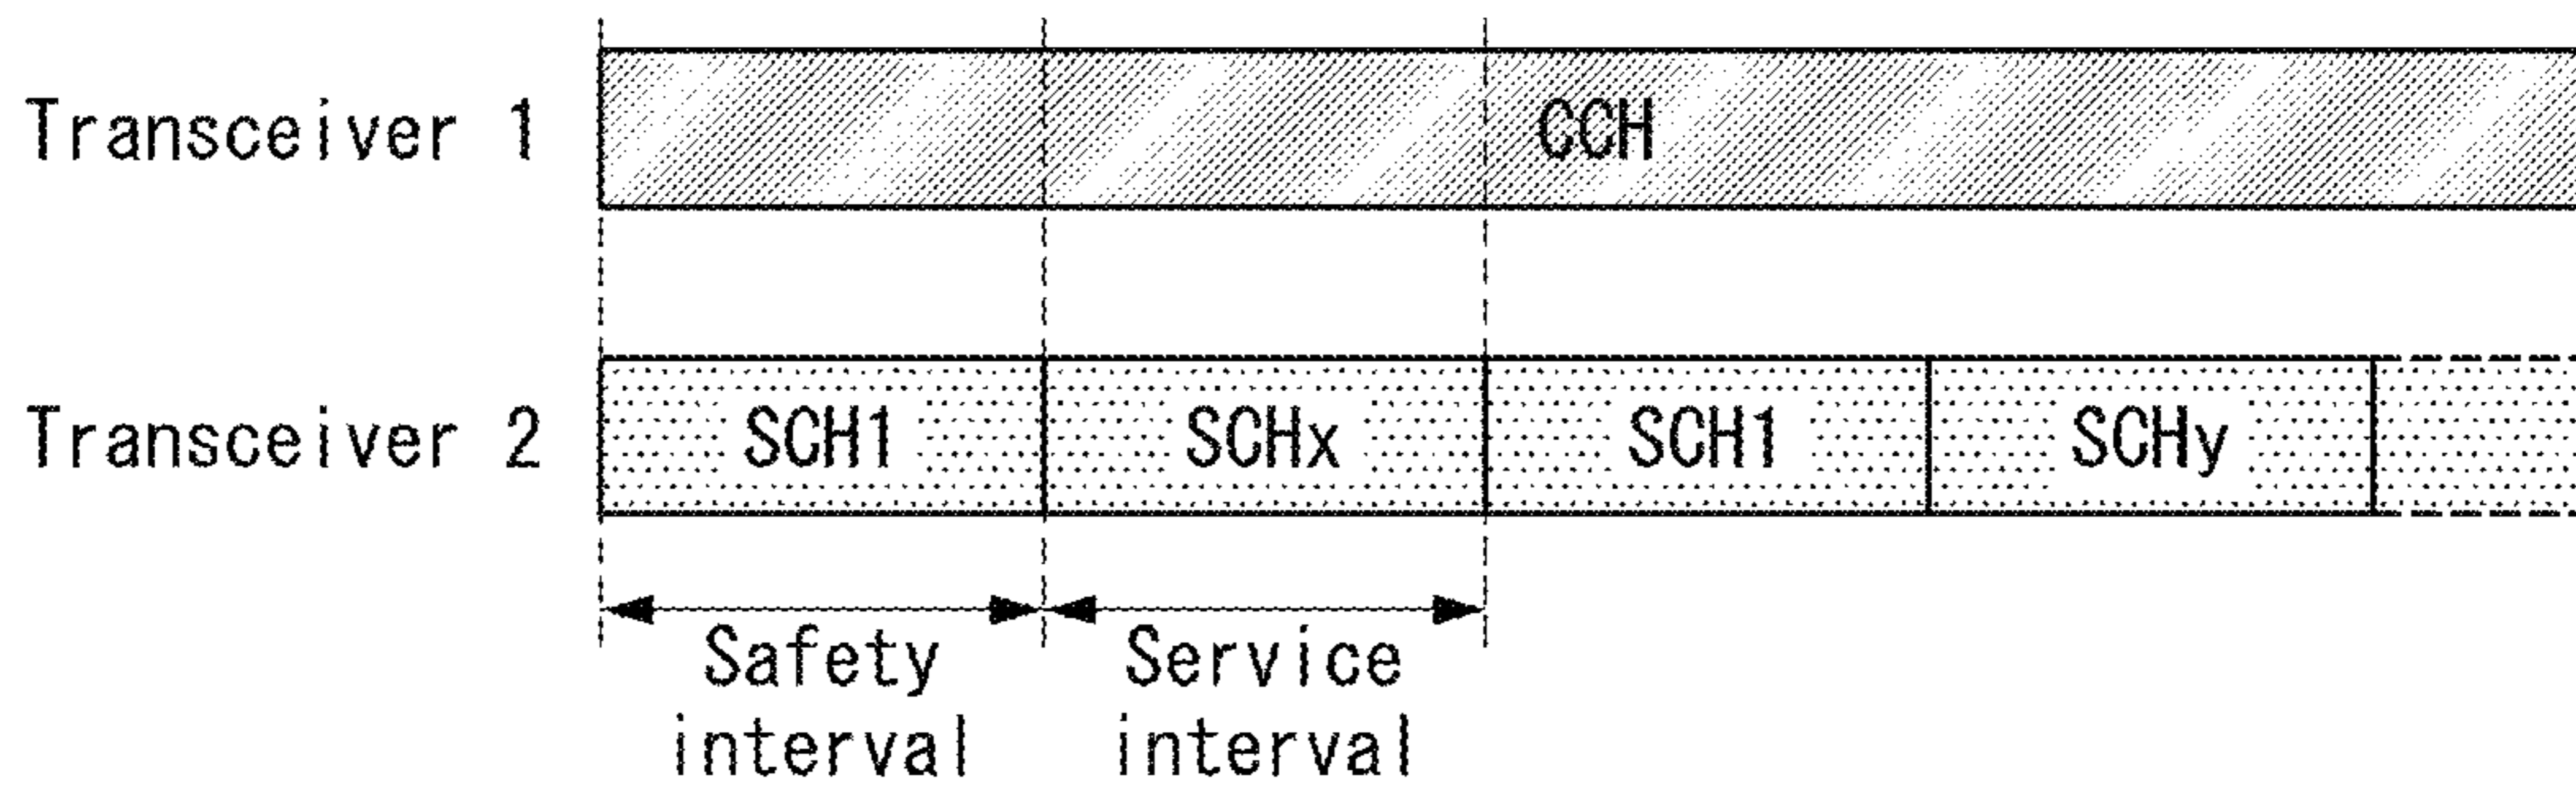 Transceiver 1 CCH
Transceiver 2 SCH1 SCHx SCH1 SCHy
Safety interval
Service interval